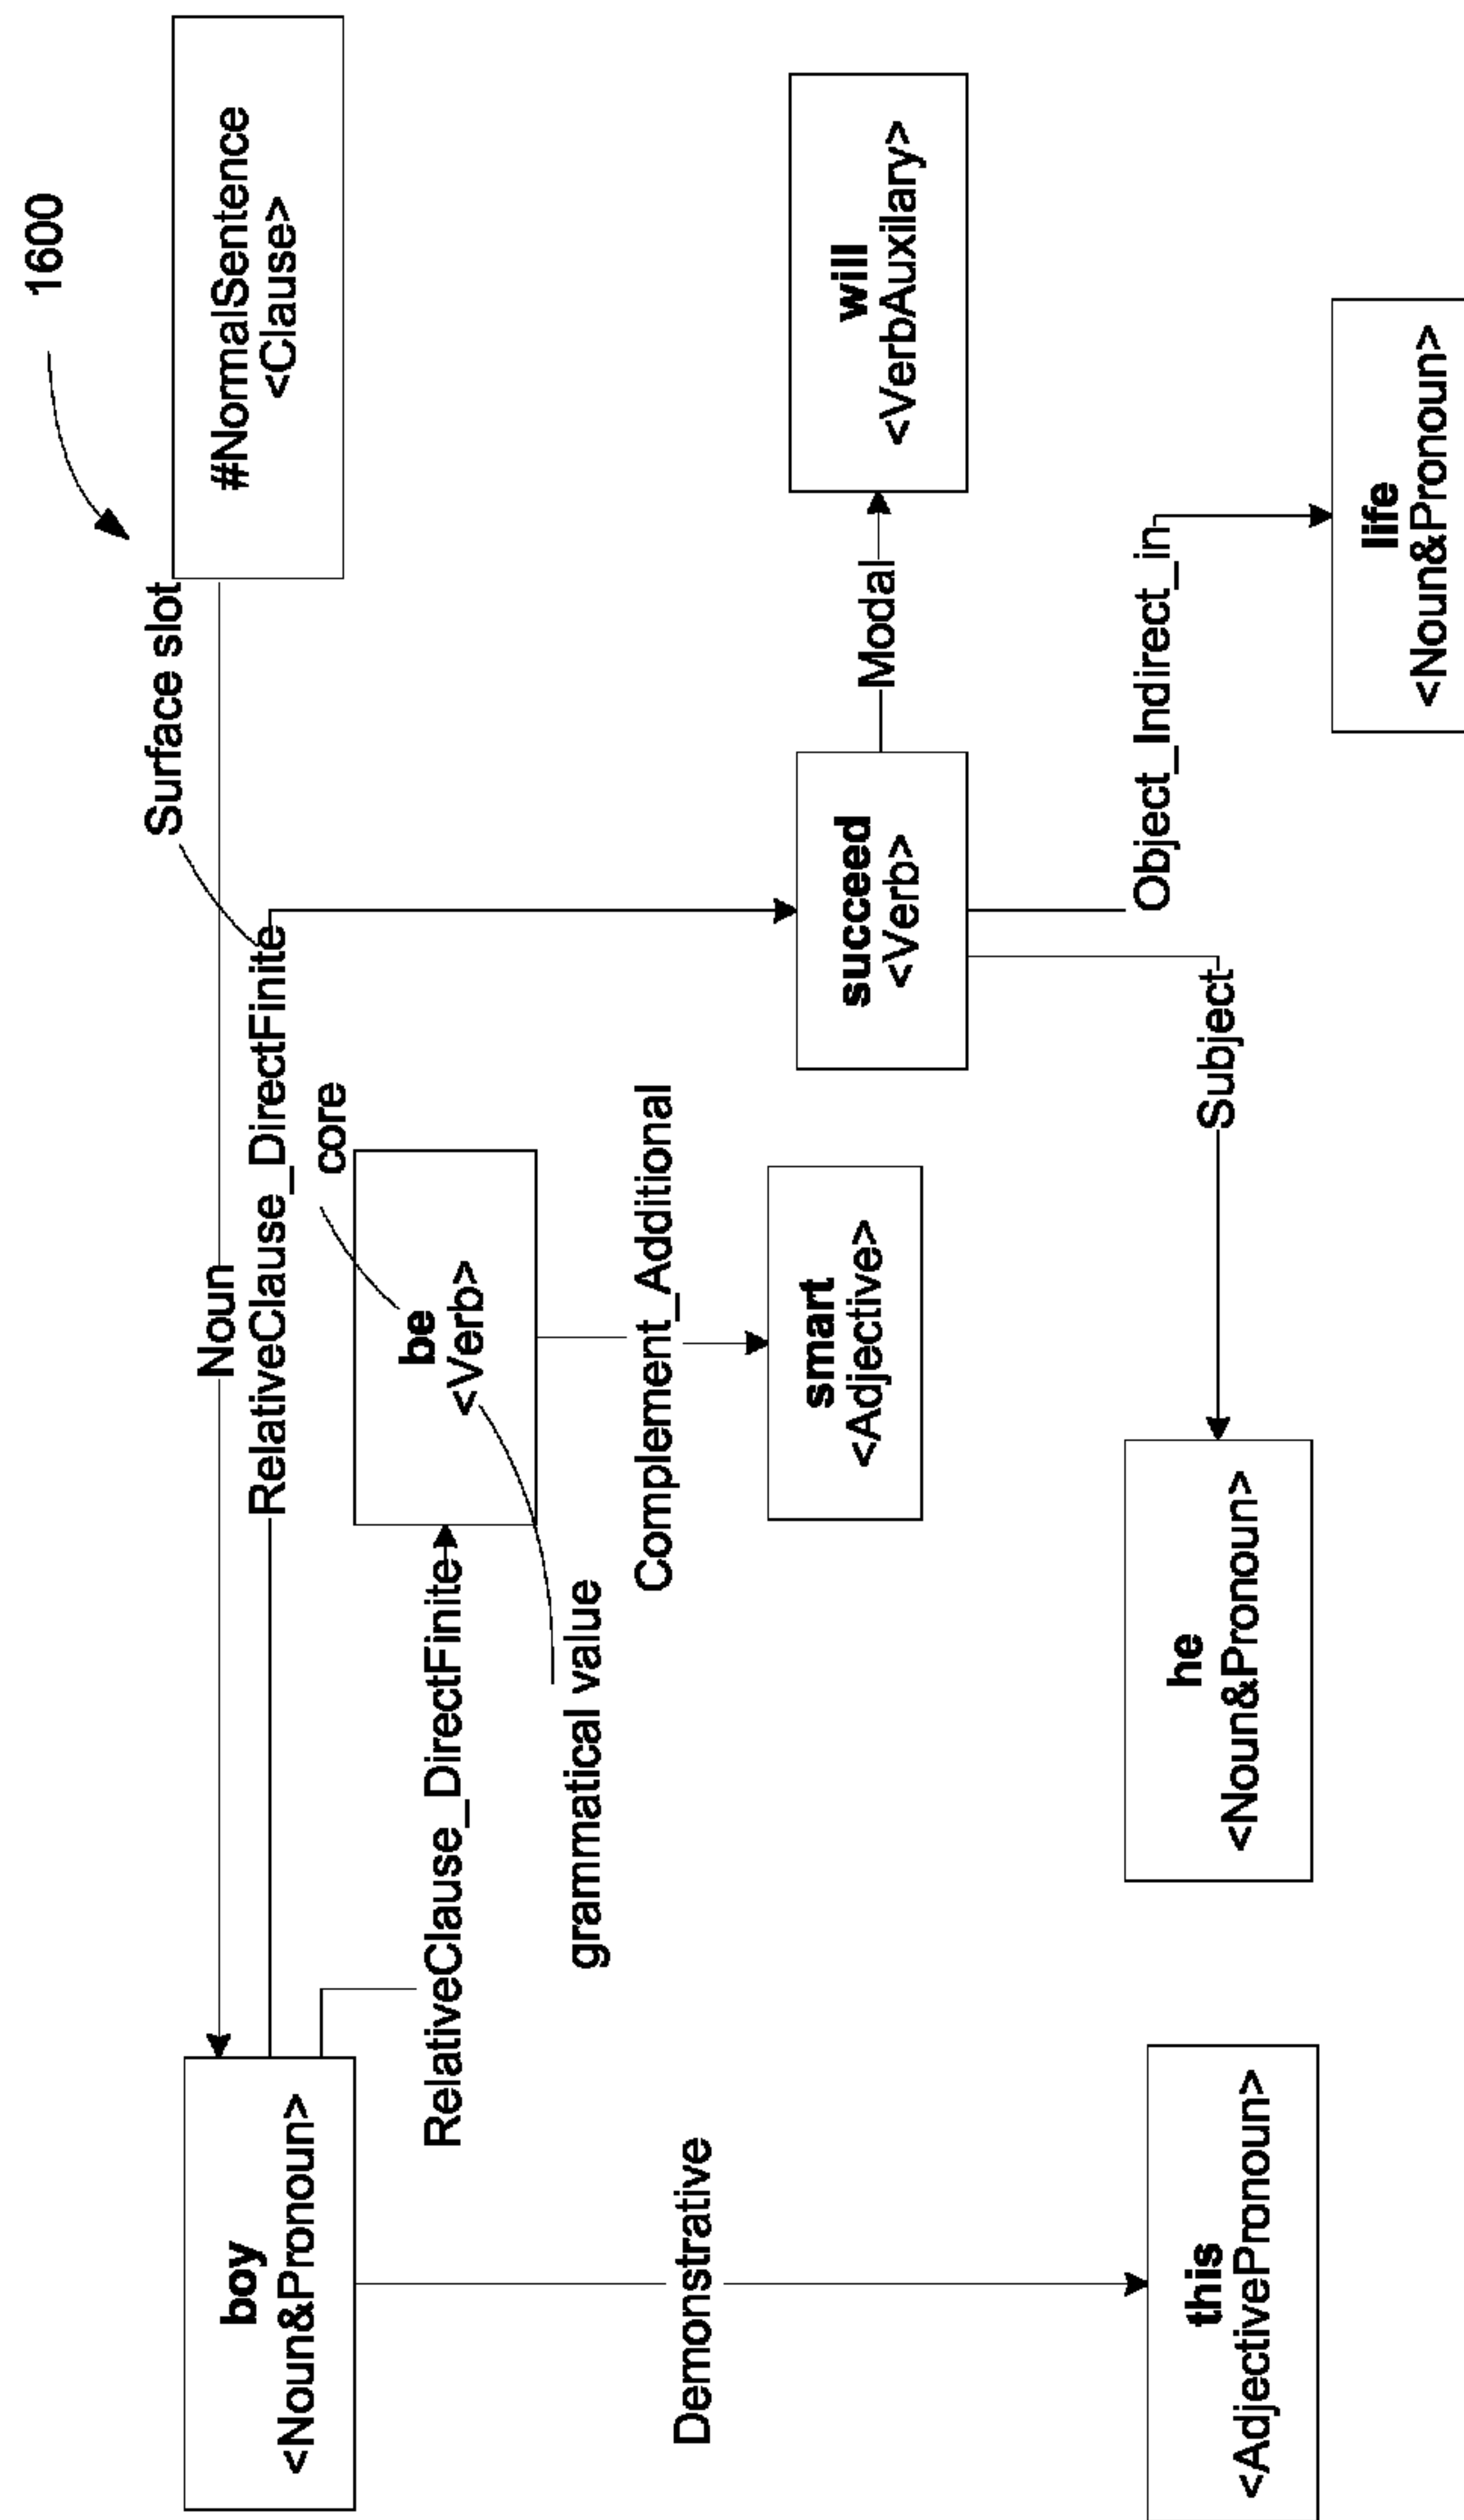 1600
#NormalSentence
<Clause>
Surface slot
Noun
RelativeClause_DirectFinite
core
be
<Verb>
boy
<Noun&Pronoun>
RelativeClause_DirectFinite
grammatical value
Complement_Additional
Demonstrative
smart
<Adjective>
succeed
<Verb>
Modal
will
<VerbAuxiliary>
Object_Indirect_in
Subject
this
<AdjectivePronoun>
he
<Noun&Pronoun>
life
<Noun&Pronoun>